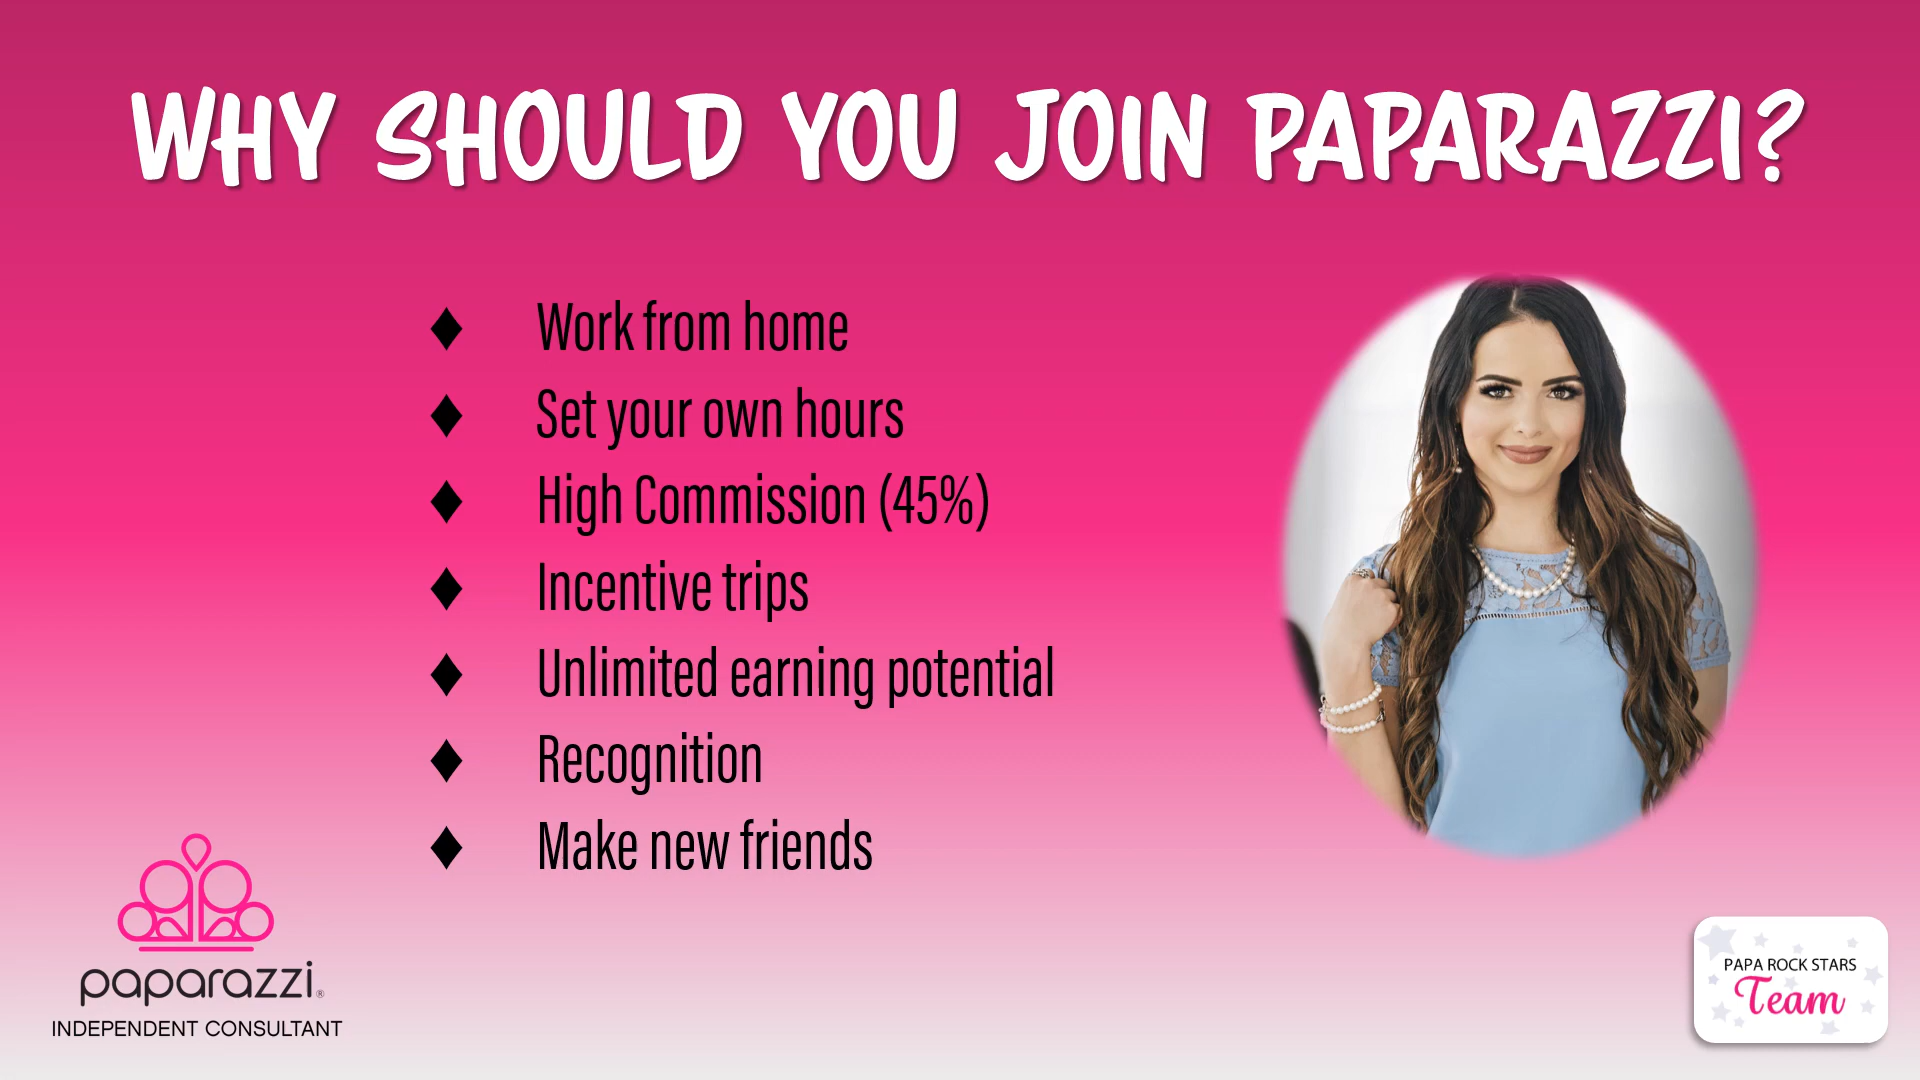 WHY SHOULD YOU JOIN PAPARAZZI?
♦ Work from home
♦ Set your own hours
♦ High Commission (45%)
♦ Incentive trips
♦ Unlimited earning potential
♦ Recognition
♦ Make new friends
paparazzi®
INDEPENDENT CONSULTANT
PAPA ROCK STARS
Team